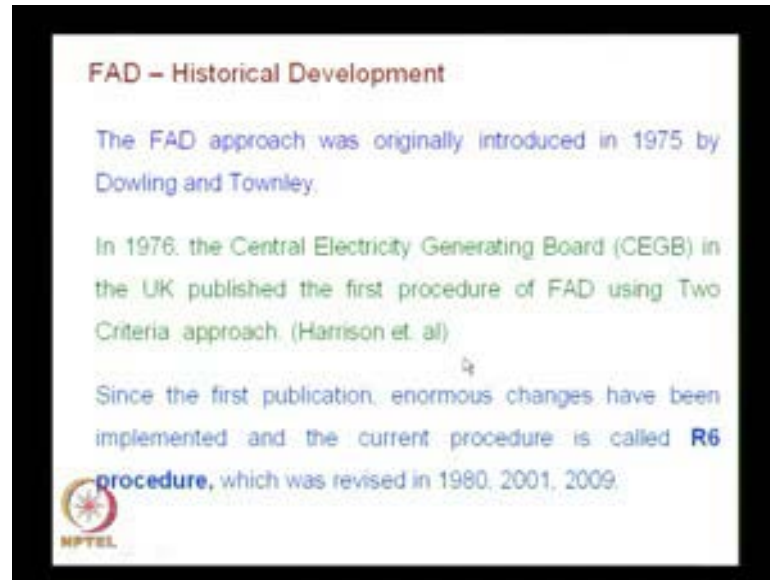 FAD – Historical Development
The FAD approach was originally introduced in 1975 by
Dowling and Townley.
In 1976, the Central Electricity Generating Board (CEGB) in
the UK published the first procedure of FAD using Two
Criteria approach. (Harrison et. al)
Since the first publication, enormous changes have been
implemented and the current procedure is called R6
procedure, which was revised in 1980, 2001, 2009.
NPTEL